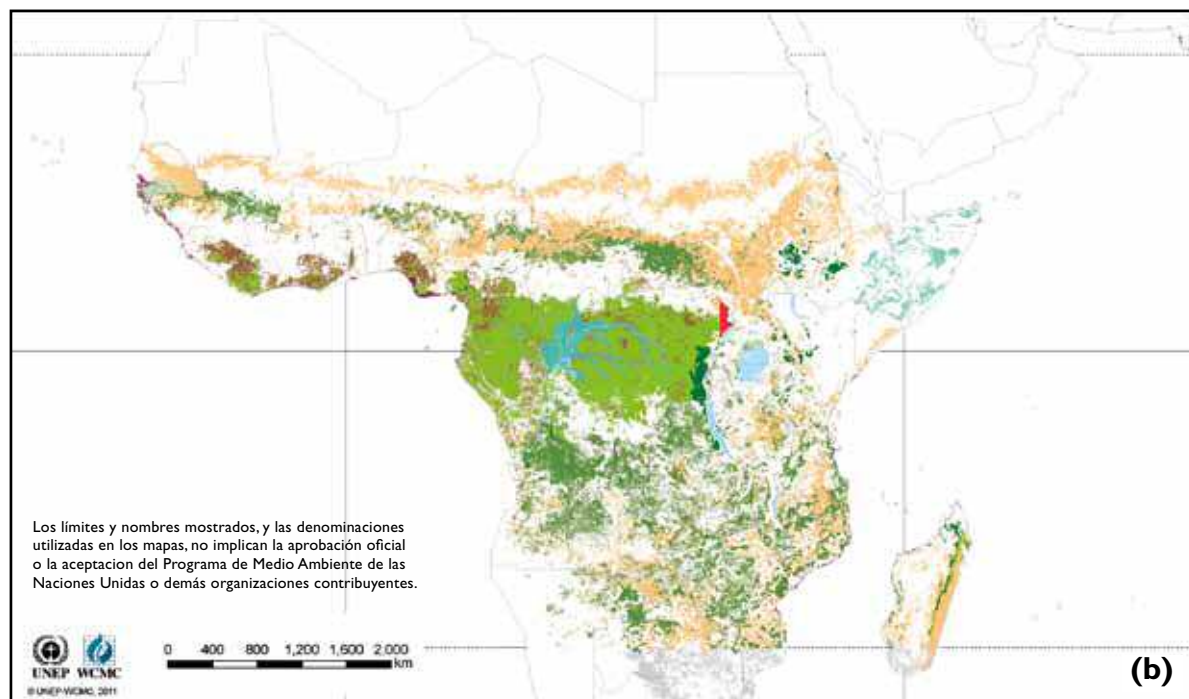 Los límites y nombres mostrados, y las denominaciones
utilizadas en los mapas, no implican la aprobación oficial
o la aceptacion del Programa de Medio Ambiente de las
Naciones Unidas o demás organizaciones contribuyentes.
UNEP WCMC
© UNEP-WCMC, 2011
0 400 800 1,200 1,600 2,000
km
(b)